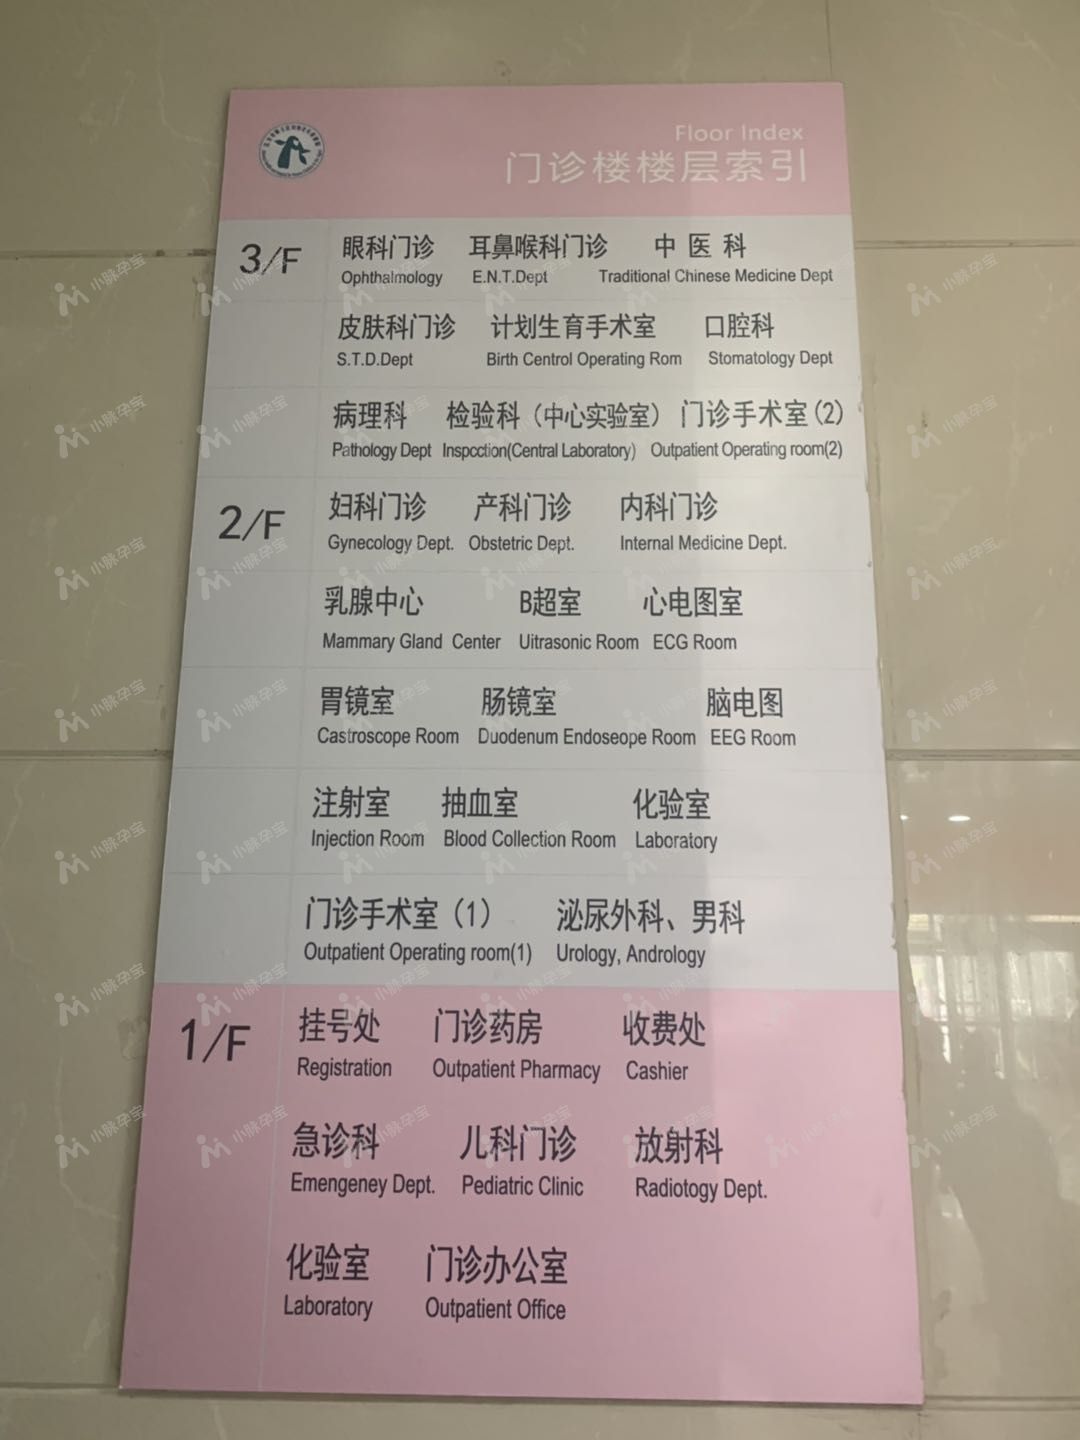 Floor Index
门诊楼楼层索引
3/F 眼科门诊 耳鼻喉科门诊 中医科
Ophthalmology E.N.T.Dept Traditional Chinese Medicine Dept
皮肤科门诊 计划生育手术室 口腔科
S.T.D.Dept Birth Centrol Operating Rom Stomatology Dept
病理科 检验科（中心实验室） 门诊手术室(2)
Pathology Dept Inspcction(Central Laboratory) Outpatient Operating room(2)
2/F 妇科门诊 产科门诊 内科门诊
Gynecology Dept. Obstetric Dept. Internal Medicine Dept.
乳腺中心 B超室 心电图室
Mammary Gland Center Uitrasonic Room ECG Room
胃镜室 肠镜室 脑电图
Castroscope Room Duodenum Endoseope Room EEG Room
注射室 抽血室 化验室
Injection Room Blood Collection Room Laboratory
门诊手术室（1） 泌尿外科、男科
Outpatient Operating room(1) Urology, Andrology
1/F 挂号处 门诊药房 收费处
Registration Outpatient Pharmacy Cashier
急诊科 儿科门诊 放射科
Emengeney Dept. Pediatric Clinic Radiotogy Dept.
化验室 门诊办公室
Laboratory Outpatient Office
小脉孕宝